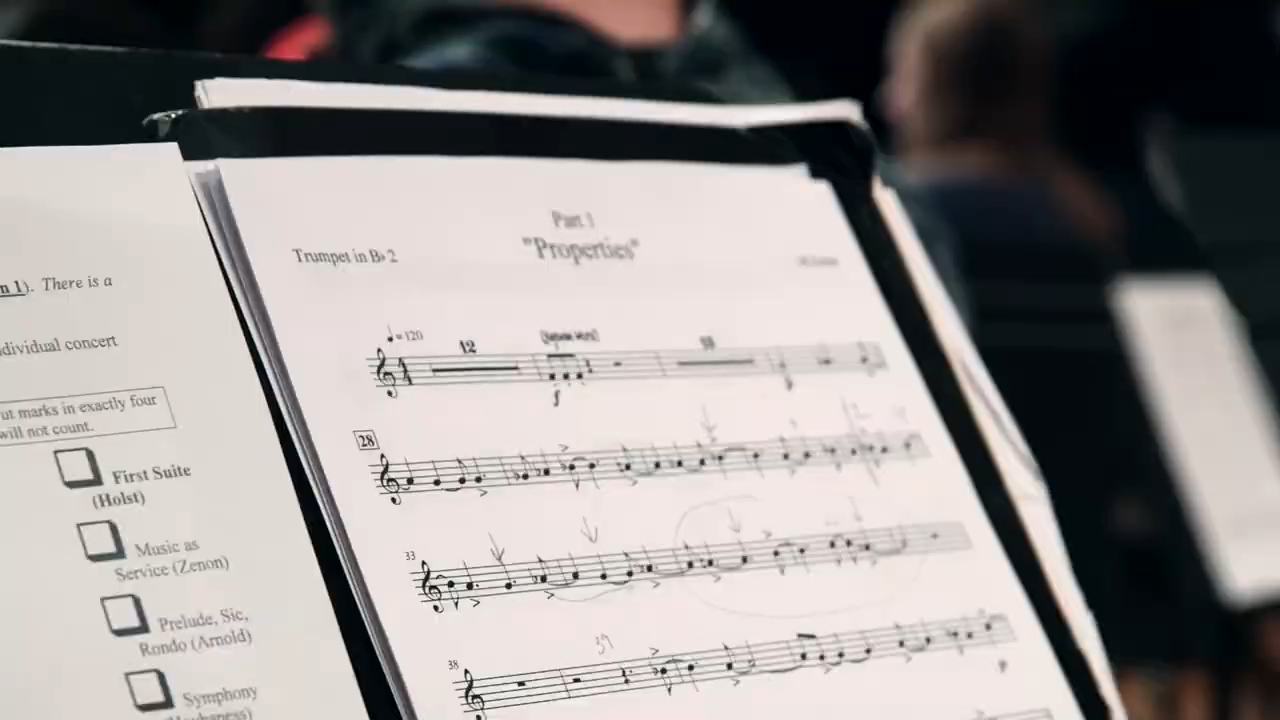 n 1). There is a
dividual concert
ut marks in exactly four
will not count.
First Suite
(Holst)
Music as
Service (Zenon)
Prelude, Sic,
Rondo (Arnold)
Symphony
Part 1
"Properties"
Trumpet in B♭ 2
♩=120
12
28
33
38
39